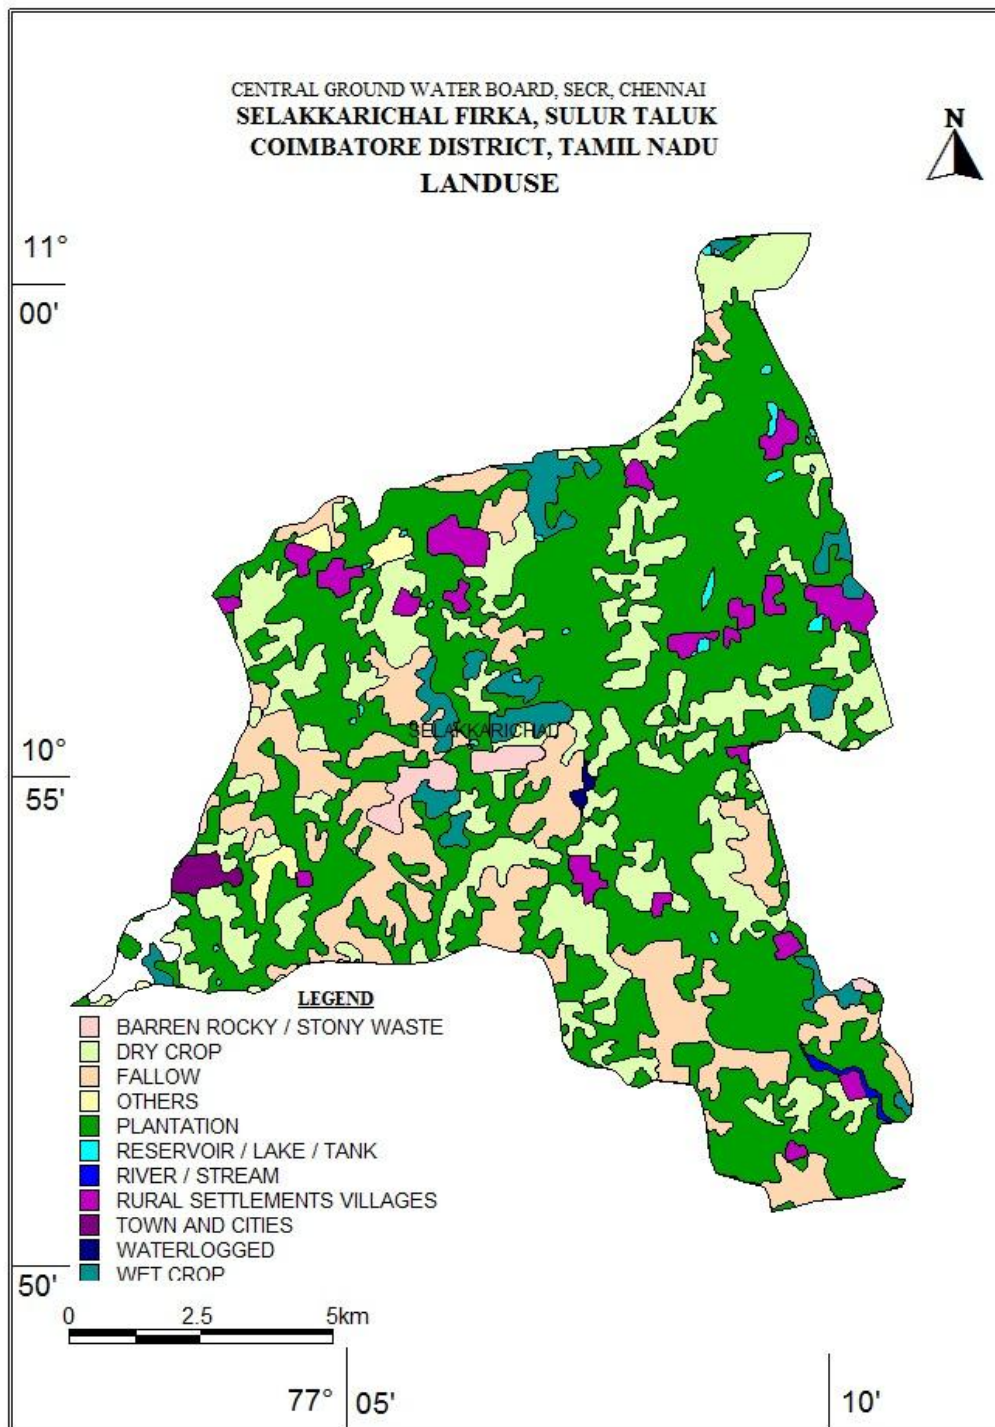 CENTRAL GROUND WATER BOARD, SECR, CHENNAI
SELAKKARICHAL FIRKA, SULUR TALUK
COIMBATORE DISTRICT, TAMIL NADU
LANDUSE
N
11°
00'
SELAKKARICHAL
10°
55'
LEGEND
BARREN ROCKY / STONY WASTE
DRY CROP
FALLOW
OTHERS
PLANTATION
RESERVOIR / LAKE / TANK
RIVER / STREAM
RURAL SETTLEMENTS VILLAGES
TOWN AND CITIES
WATERLOGGED
WET CROP
50'
0 2.5 5km
77° 05' 10'